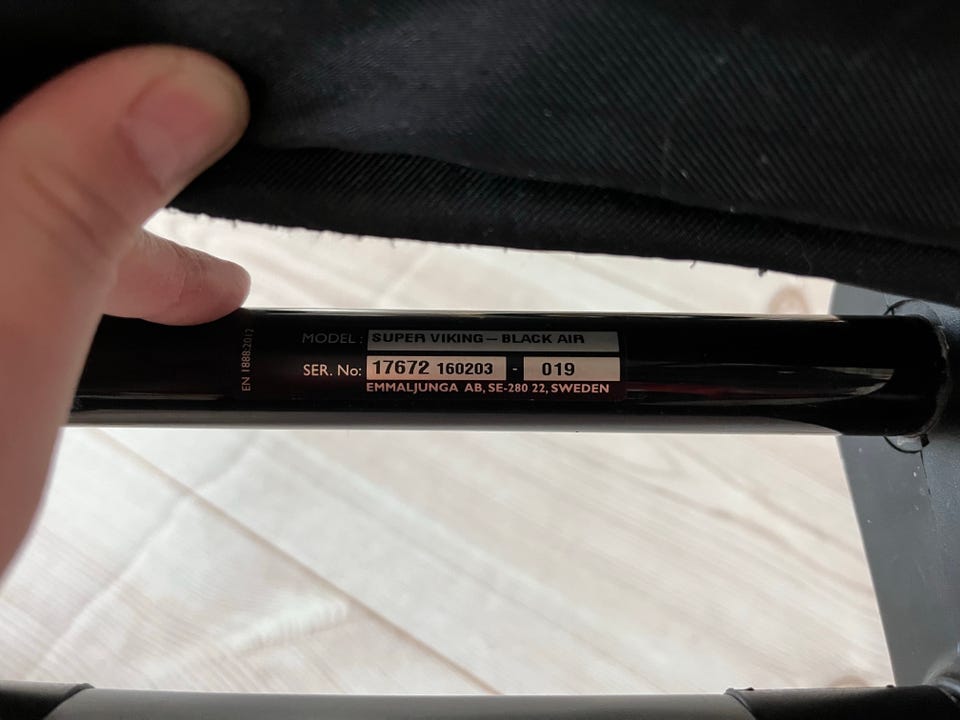 MODEL: SUPER VIKING – BLACK AIR
SER. No: 17672 160203 - 019
EMMALJUNGA AB, SE-280 22, SWEDEN
EN 1888:2012